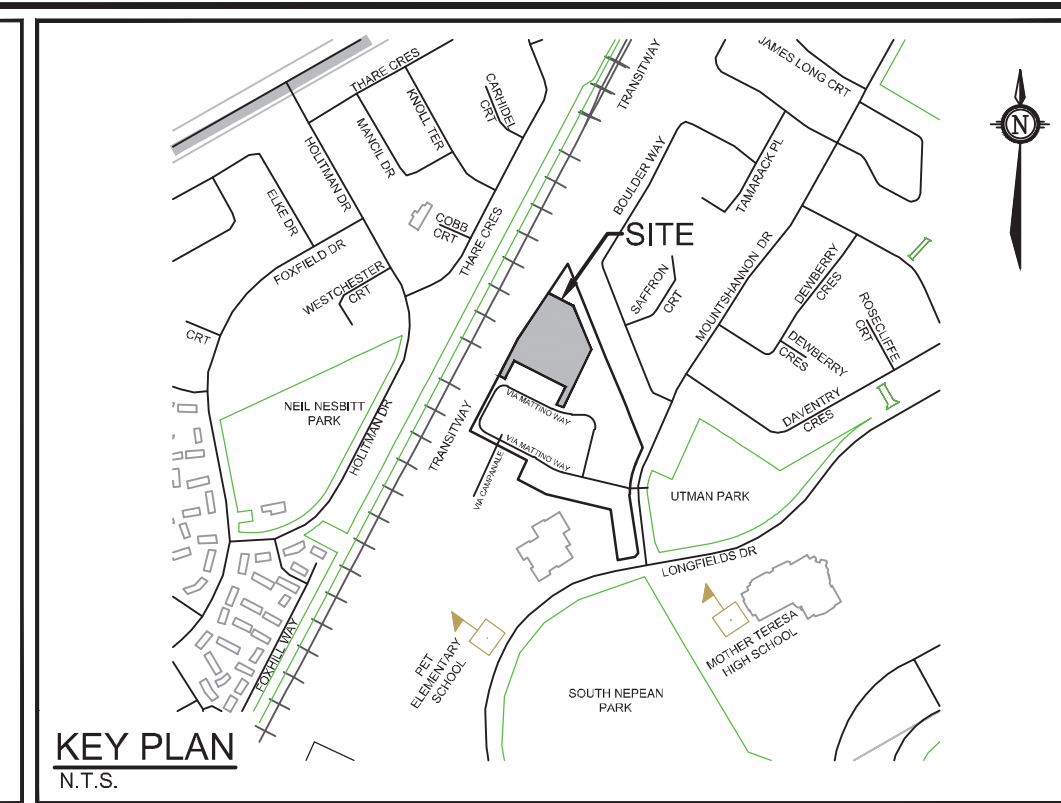 THARE CRES
TRANSITWAY
JAMES LONG CRT
CARHIDEL
CRT
KNOLL TER
MANCIL DR
HOLITMAN DR
N
BOULDER WAY
TAMARACK PL
ELKE DR
COBB
CRT
THARE CRES
SITE
FOXFIELD DR
WESTCHESTER
CRT
SAFFRON
CRT
MOUNTSHANNON DR
DEWBERRY
CRES
ROSECLIFFE
CRT
CRT
DEWBERRY
CRES
NEIL NESBITT
PARK
HOLITMAN DR
TRANSITWAY
VIA MATTINO WAY
VIA MATTINO WAY
VIA CAMPANALE
DAVENTRY
CRES
UTMAN PARK
LONGFIELDS DR
FOXHILL WAY
PET
ELEMENTARY
SCHOOL
MOTHER TERESA
HIGH SCHOOL
SOUTH NEPEAN
PARK
KEY PLAN
N.T.S.